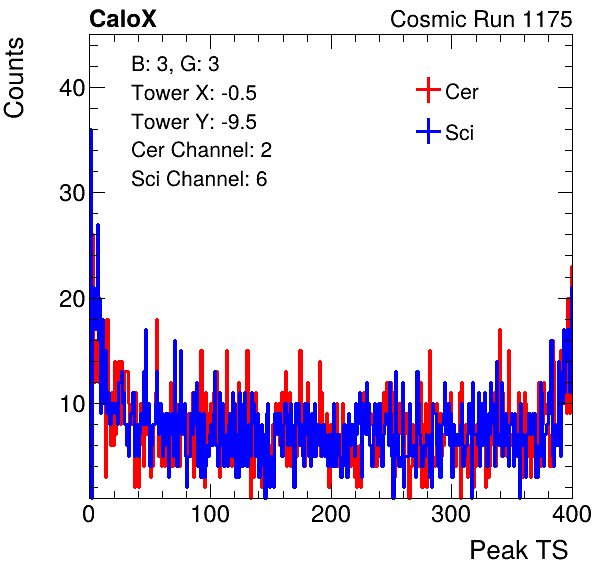 CaloX
Cosmic Run 1175
Counts
B: 3, G: 3
Tower X: -0.5
Tower Y: -9.5
Cer Channel: 2
Sci Channel: 6
Cer
Sci
40
30
20
10
0
100
200
300
400
Peak TS